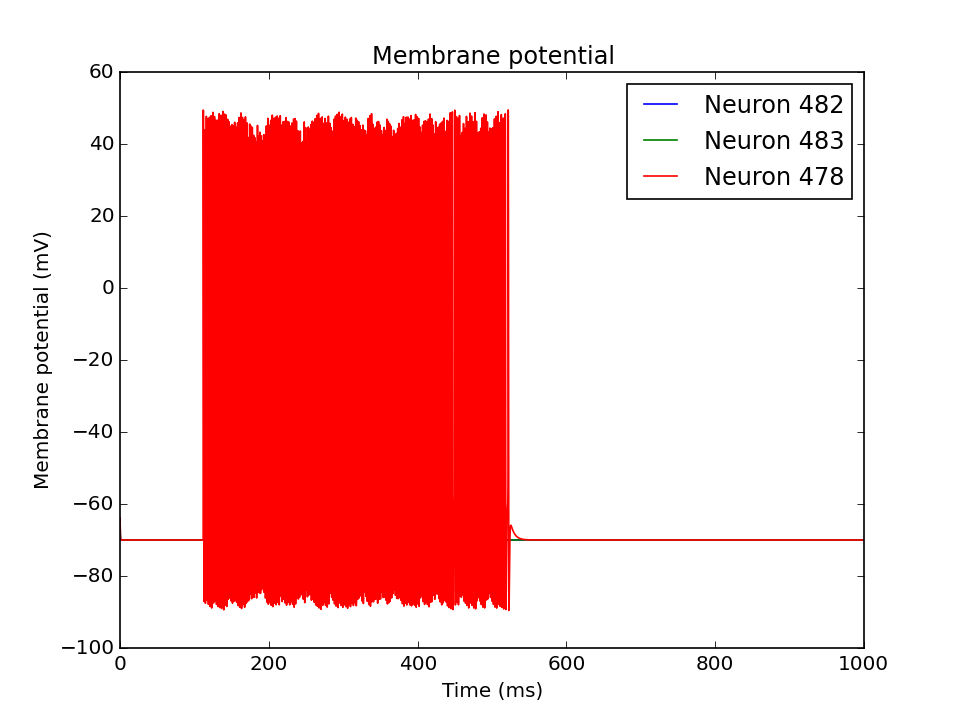 Membrane potential
60
40
20
0
−20
−40
−60
−80
−100
Membrane potential (mV)
Neuron 482
Neuron 483
Neuron 478
0 200 400 600 800 1000
Time (ms)